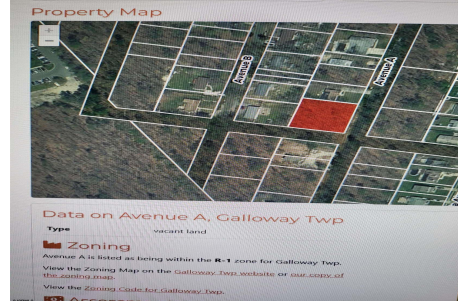 Property Map
+
−
Avenue B
Avenue A
Data on Avenue A, Galloway Twp
Type vacant land
Zoning
Avenue A is listed as being within the R-1 zone for Galloway Twp.
View the Zoning Map on the Galloway Twp website or our copy of
the zoning map.
View the Zoning Code for Galloway Twp.